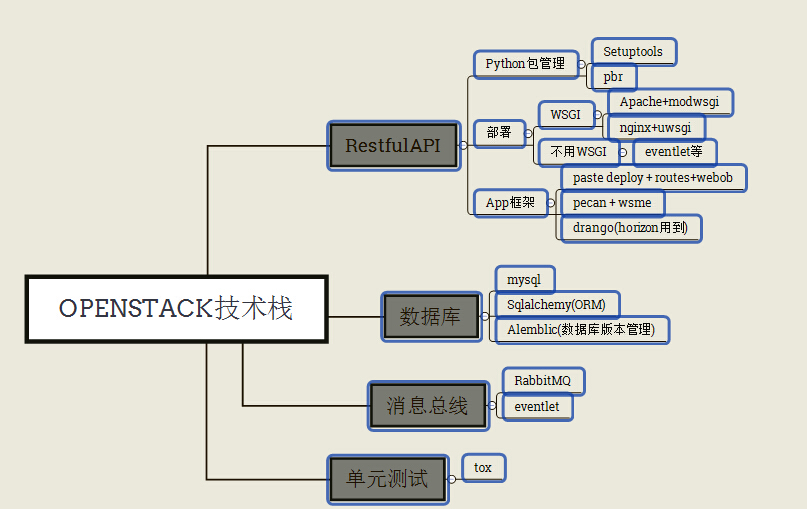 OPENSTACK技术栈
RestfulAPI
Python包管理
Setuptools
pbr
部署
WSGI
Apache+modwsgi
nginx+uwsgi
不用WSGI
eventlet等
App框架
paste deploy + routes+webob
pecan + wsme
drango(horizon用到)
数据库
mysql
Sqlalchemy(ORM)
Alemblic(数据库版本管理)
消息总线
RabbitMQ
eventlet
单元测试
tox